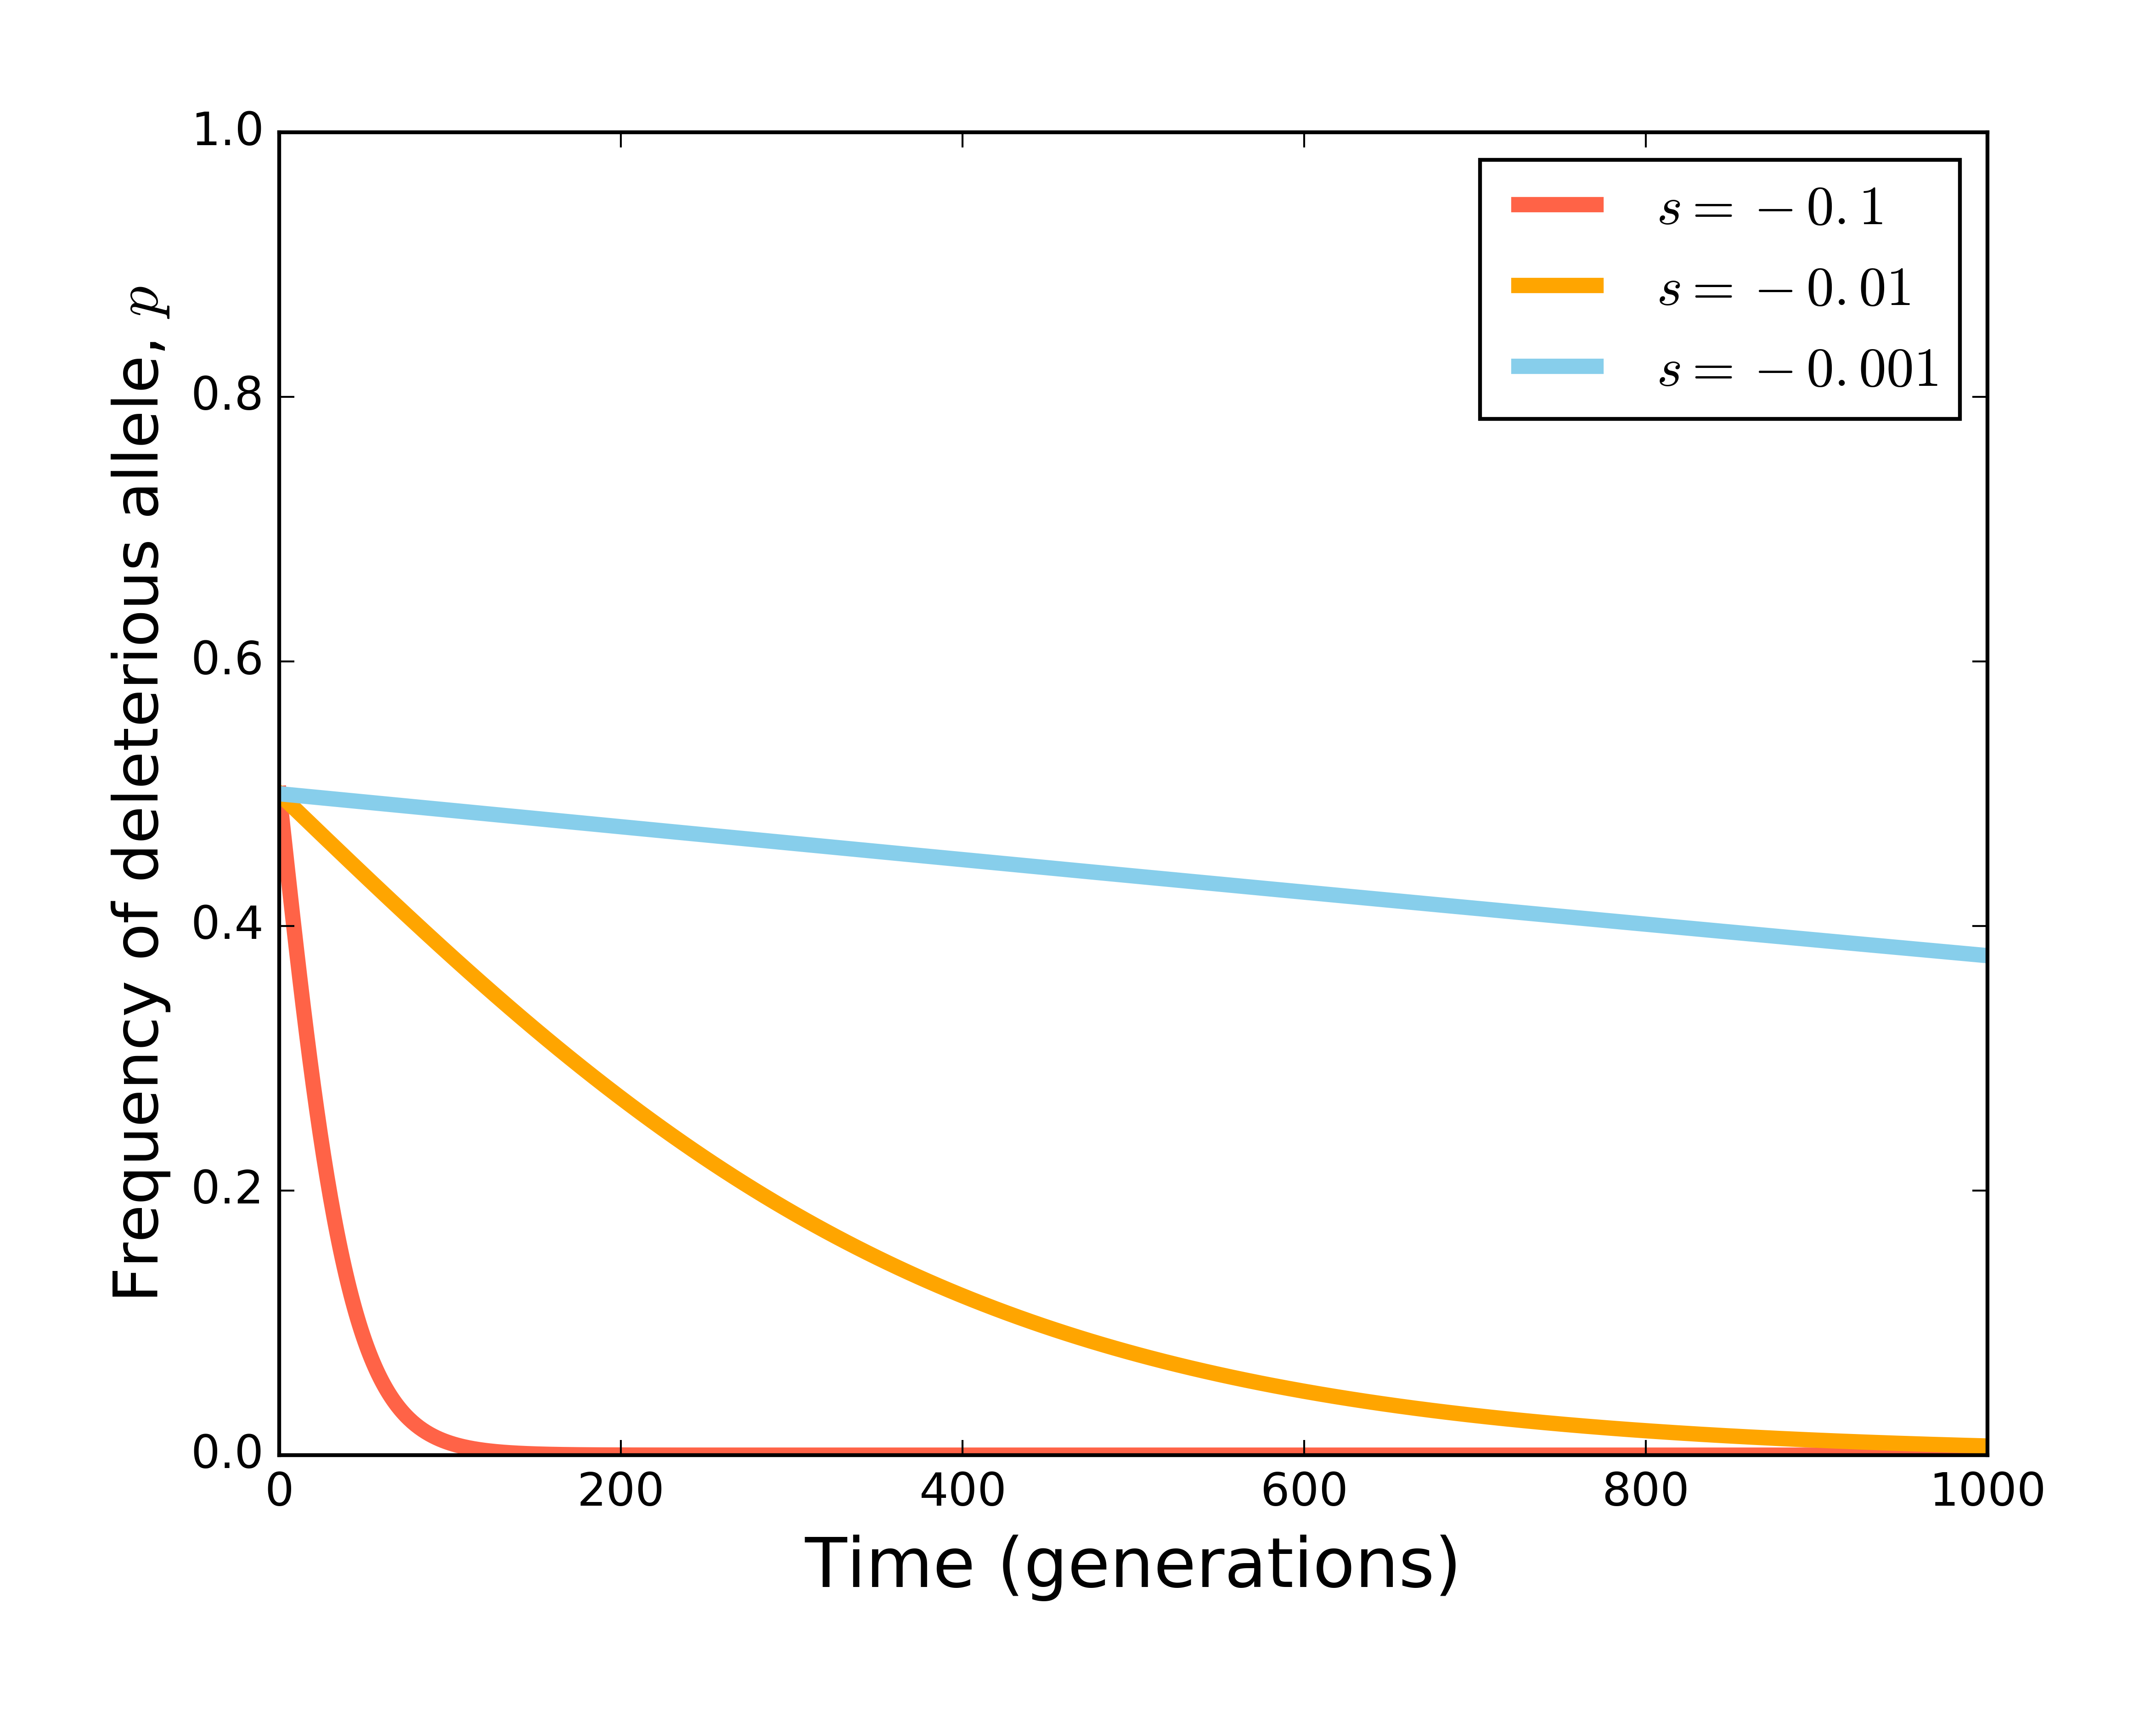 1.0
0.8
0.6
0.4
0.2
0.0
0
200
400
600
800
1000
Frequency of deleterious allele, p
Time (generations)
s = −0.1
s = −0.01
s = −0.001